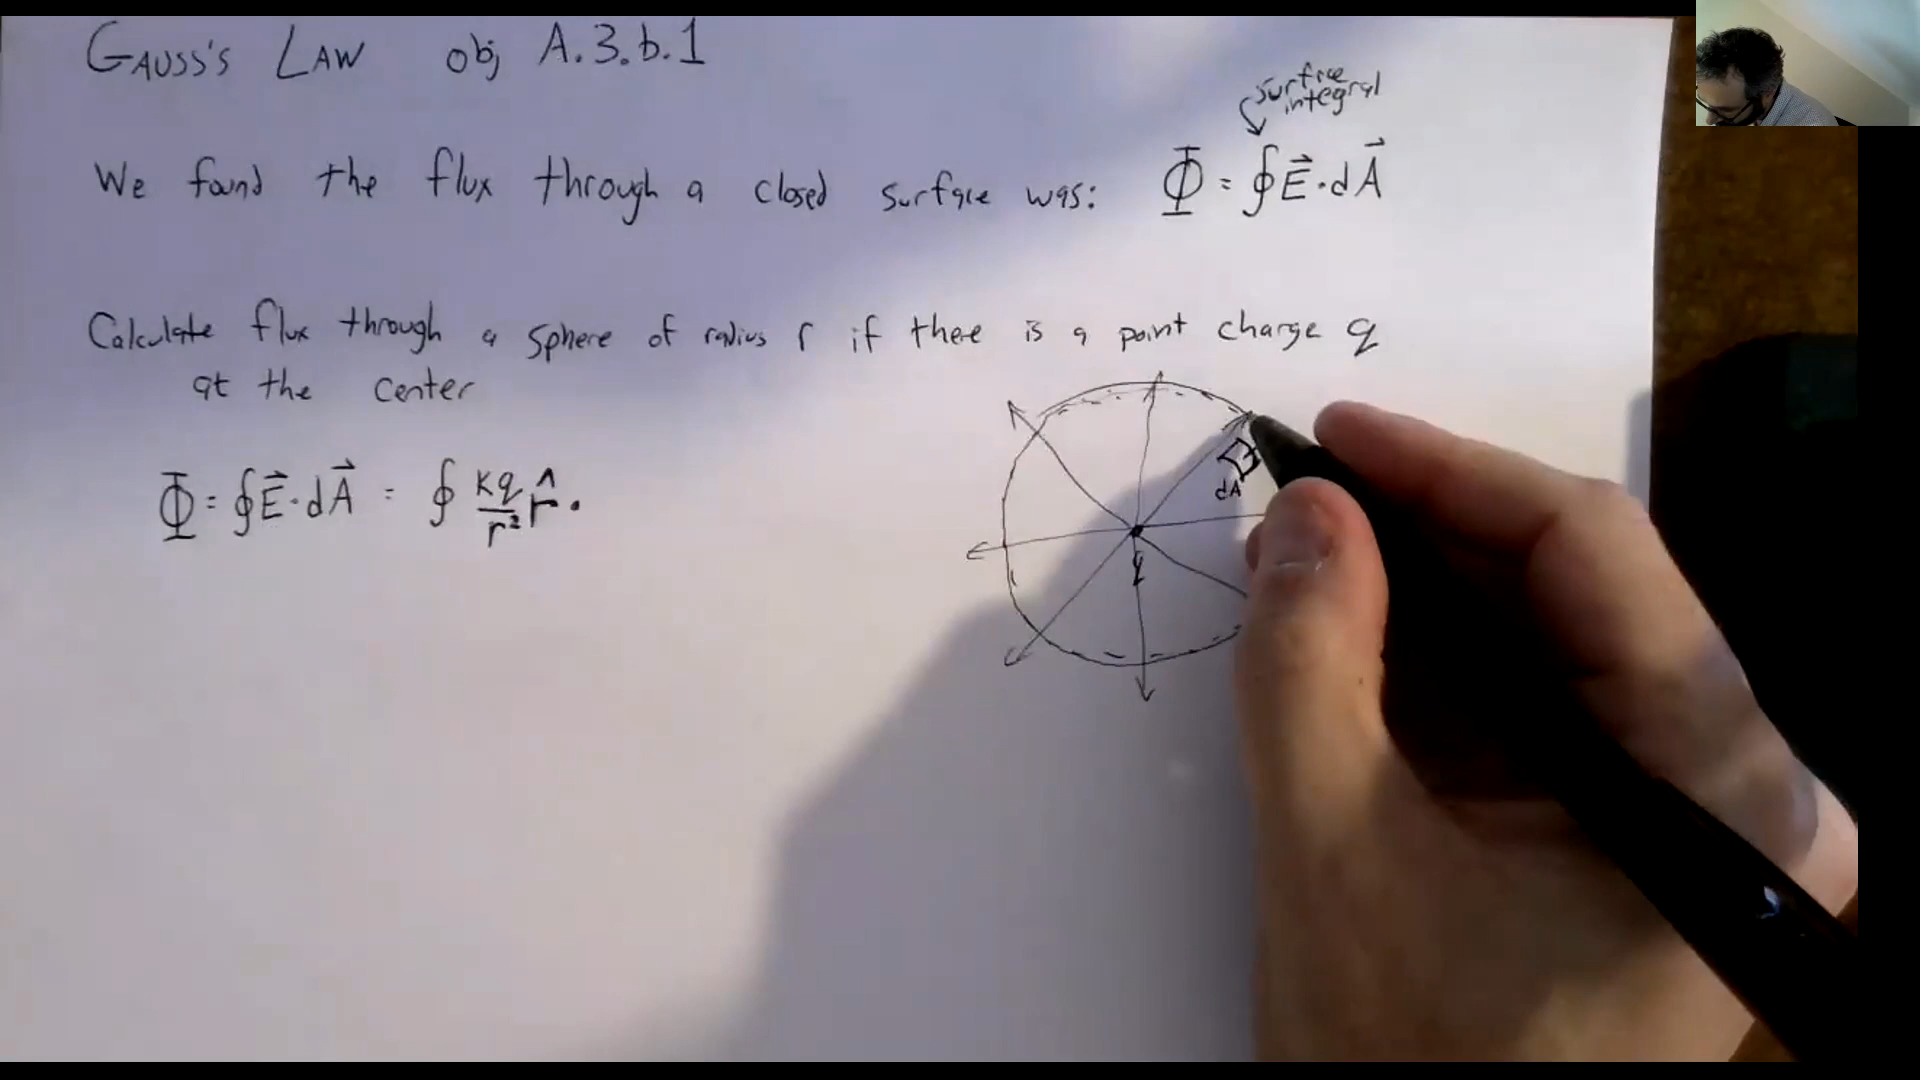 GAUSS'S LAW obj A.3.b.1
surface
integral
We found the flux through a closed surface was: Φ = ∮E⃗·dA⃗
Calculate flux through a sphere of radius r if there is a point charge q
at the center
Φ = ∮E⃗·dA⃗ = ∮ kq/r² r̂ ·
dA
q